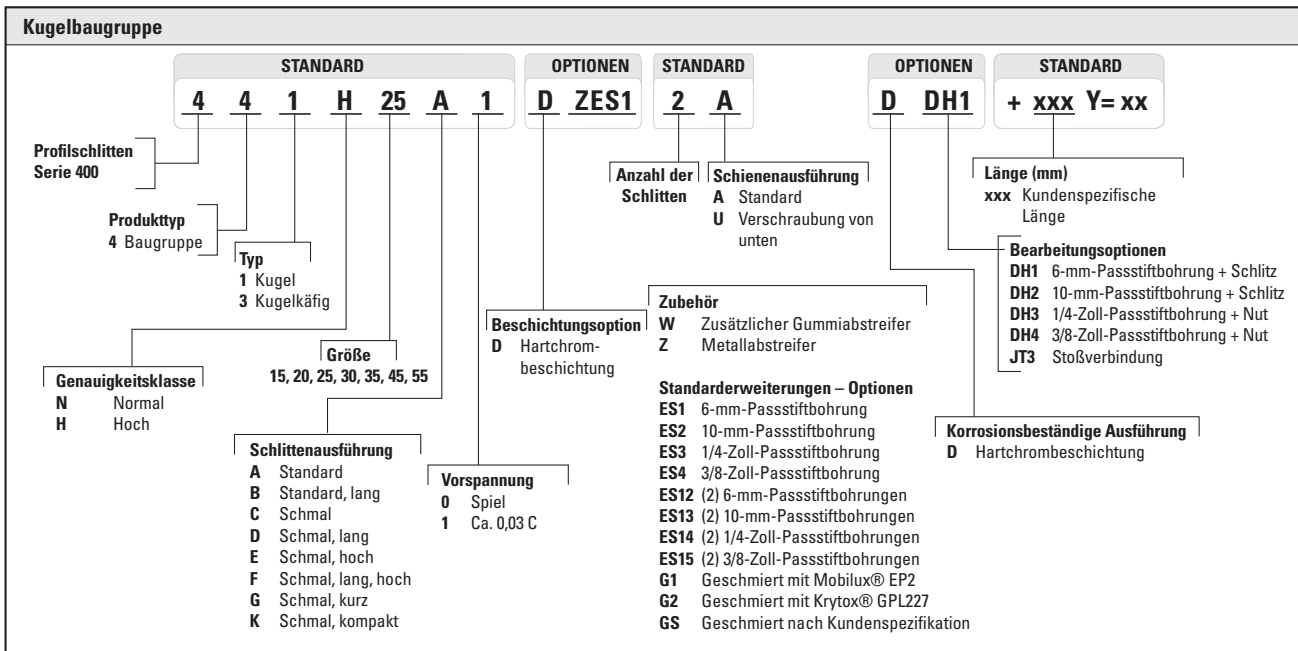 Kugelbaugruppe
STANDARD OPTIONEN STANDARD OPTIONEN STANDARD
4 4 1 H 25 A 1 D ZES1 2 A D DH1 + xxx Y= xx
Profilschlitten
Serie 400
Produkttyp
4 Baugruppe
Typ
1 Kugel
3 Kugelkäfig
Genauigkeitsklasse
N Normal
H Hoch
Größe
15, 20, 25, 30, 35, 45, 55
Schlittenausführung
A Standard
B Standard, lang
C Schmal
D Schmal, lang
E Schmal, hoch
F Schmal, lang, hoch
G Schmal, kurz
K Schmal, kompakt
Vorspannung
0 Spiel
1 Ca. 0,03 C
Beschichtungsoption
D Hartchrom-
beschichtung
Anzahl der
Schlitten
Schienenausführung
A Standard
U Verschraubung von
unten
Zubehör
W Zusätzlicher Gummiabstreifer
Z Metallabstreifer
Standarderweiterungen – Optionen
ES1 6-mm-Passstiftbohrung
ES2 10-mm-Passstiftbohrung
ES3 1/4-Zoll-Passstiftbohrung
ES4 3/8-Zoll-Passstiftbohrung
ES12 (2) 6-mm-Passstiftbohrungen
ES13 (2) 10-mm-Passstiftbohrungen
ES14 (2) 1/4-Zoll-Passstiftbohrungen
ES15 (2) 3/8-Zoll-Passstiftbohrungen
G1 Geschmiert mit Mobilux® EP2
G2 Geschmiert mit Krytox® GPL227
GS Geschmiert nach Kundenspezifikation
Länge (mm)
xxx Kundenspezifische
Länge
Bearbeitungsoptionen
DH1 6-mm-Passstiftbohrung + Schlitz
DH2 10-mm-Passstiftbohrung + Schlitz
DH3 1/4-Zoll-Passstiftbohrung + Nut
DH4 3/8-Zoll-Passstiftbohrung + Nut
JT3 Stoßverbindung
Korrosionsbeständige Ausführung
D Hartchrombeschichtung